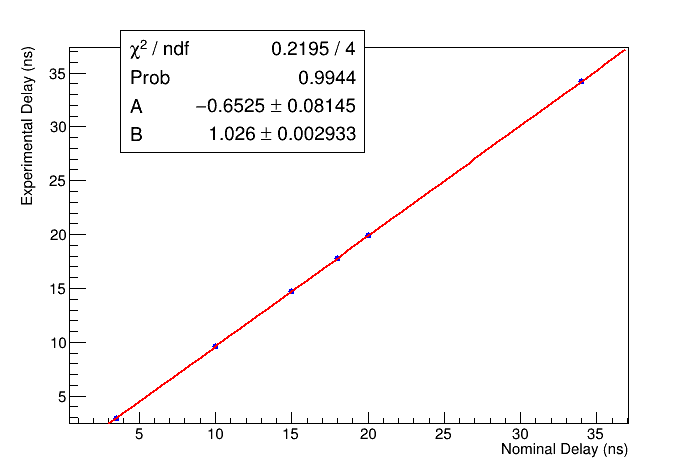 χ² / ndf 0.2195 / 4
Prob 0.9944
A −0.6525 ± 0.08145
B 1.026 ± 0.002933
Experimental Delay (ns)
35
30
25
20
15
10
5
5 10 15 20 25 30 35
Nominal Delay (ns)